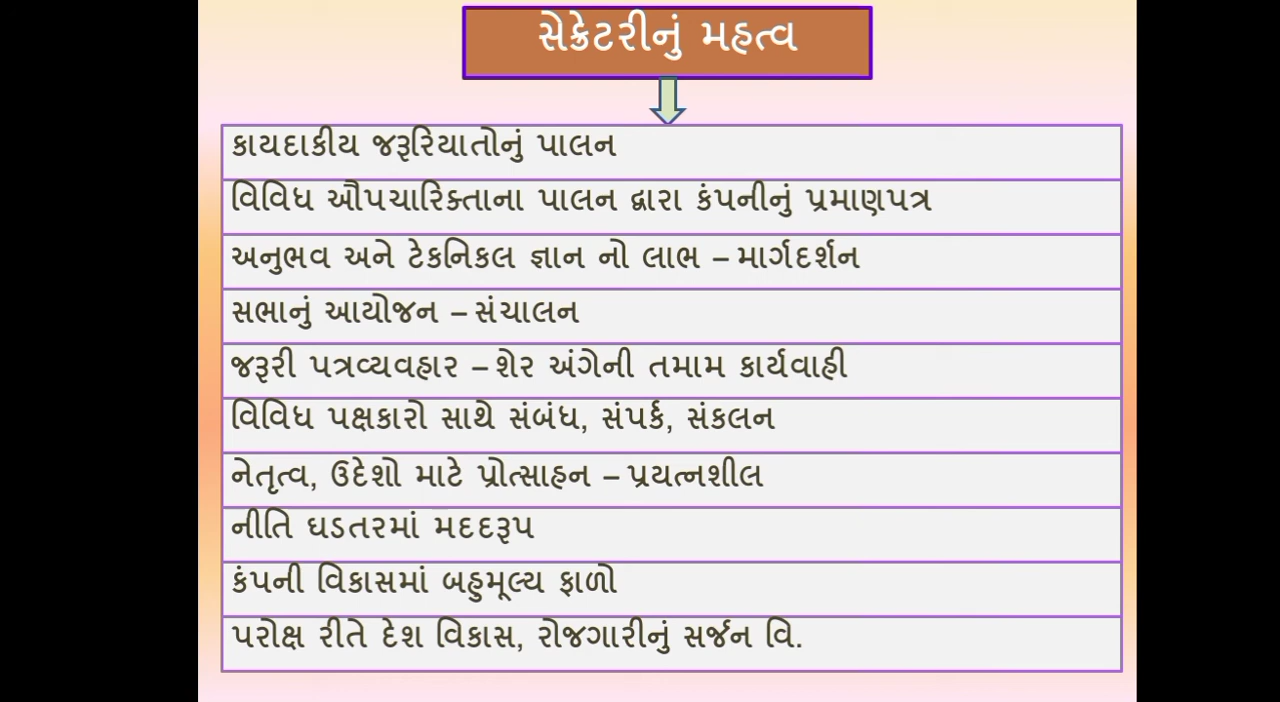 સેક્રેટરીનું મહત્વ
કાયદાકીય જરૂરિયાતોનું પાલન
વિવિધ ઔપચારિક્તાના પાલન દ્વારા કંપનીનું પ્રમાણપત્ર
અનુભવ અને ટેકનિકલ જ્ઞાન નો લાભ – માર્ગદર્શન
સભાનું આયોજન – સંચાલન
જરૂરી પત્રવ્યવહાર – શેર અંગેની તમામ કાર્યવાહી
વિવિધ પક્ષકારો સાથે સંબંધ, સંપર્ક, સંકલન
નેતૃત્વ, ઉદેશો માટે પ્રોત્સાહન – પ્રયત્નશીલ
નીતિ ઘડતરમાં મદદરૂપ
કંપની વિકાસમાં બહુમૂલ્ય ફાળો
પરોક્ષ રીતે દેશ વિકાસ, રોજગારીનું સર્જન વિ.